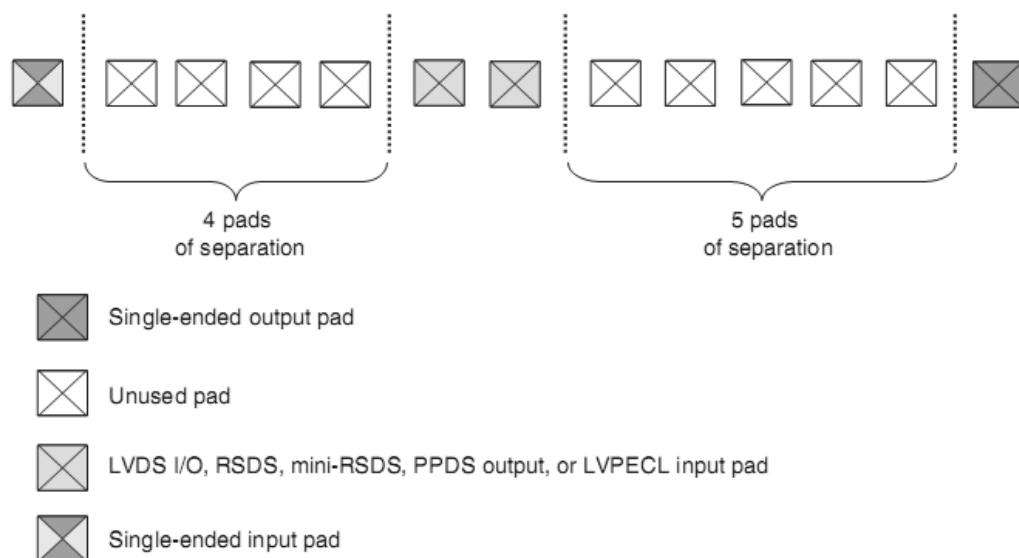 4 pads
of separation
5 pads
of separation
Single-ended output pad
Unused pad
LVDS I/O, RSDS, mini-RSDS, PPDS output, or LVPECL input pad
Single-ended input pad